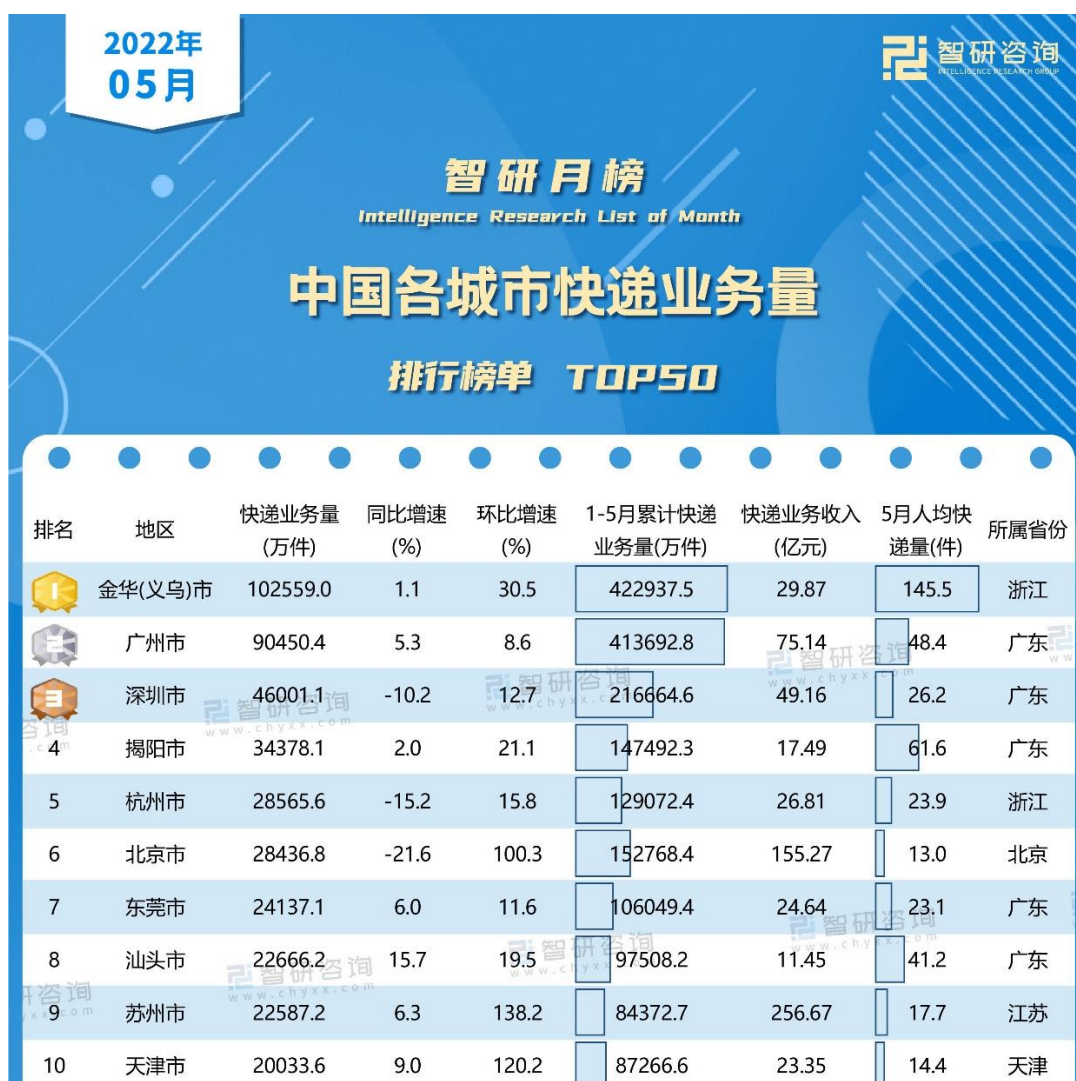 2022年
05月
智研咨询
INTELLIGENCE RESEARCH GROUP
智研月榜
Intelligence Research List of Month
中国各城市快递业务量
排行榜单 TOP50
排名 地区 快递业务量(万件) 同比增速(%) 环比增速(%) 1-5月累计快递业务量(万件) 快递业务收入(亿元) 5月人均快递量(件) 所属省份
1 金华(义乌)市 102559.0 1.1 30.5 422937.5 29.87 145.5 浙江
2 广州市 90450.4 5.3 8.6 413692.8 75.14 48.4 广东
3 深圳市 46001.1 -10.2 12.7 216664.6 49.16 26.2 广东
4 揭阳市 34378.1 2.0 21.1 147492.3 17.49 61.6 广东
5 杭州市 28565.6 -15.2 15.8 129072.4 26.81 23.9 浙江
6 北京市 28436.8 -21.6 100.3 152768.4 155.27 13.0 北京
7 东莞市 24137.1 6.0 11.6 106049.4 24.64 23.1 广东
8 汕头市 22666.2 15.7 19.5 97508.2 11.45 41.2 广东
9 苏州市 22587.2 6.3 138.2 84372.7 256.67 17.7 江苏
10 天津市 20033.6 9.0 120.2 87266.6 23.35 14.4 天津
智研咨询
www.chyxx.com